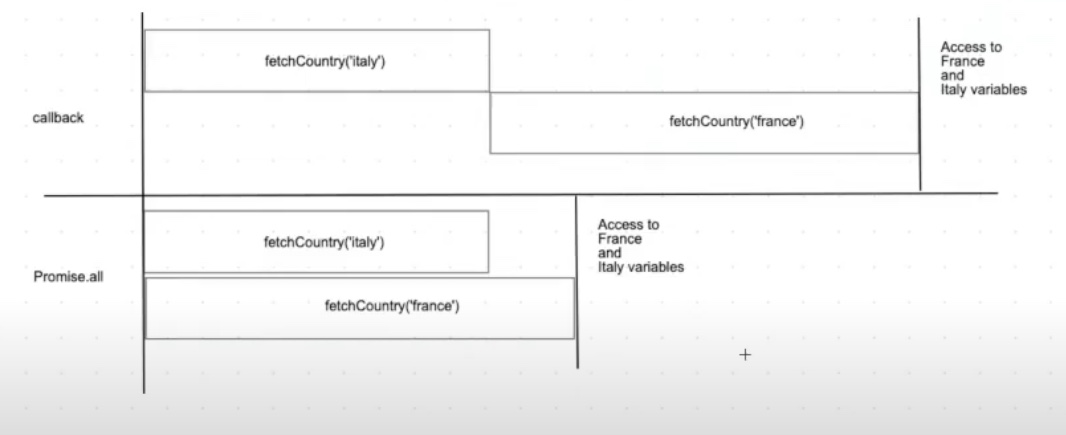 fetchCountry('italy')
Access to
France
and
Italy variables
callback
fetchCountry('france')
fetchCountry('italy')
Access to
France
and
Italy variables
Promise.all
fetchCountry('france')